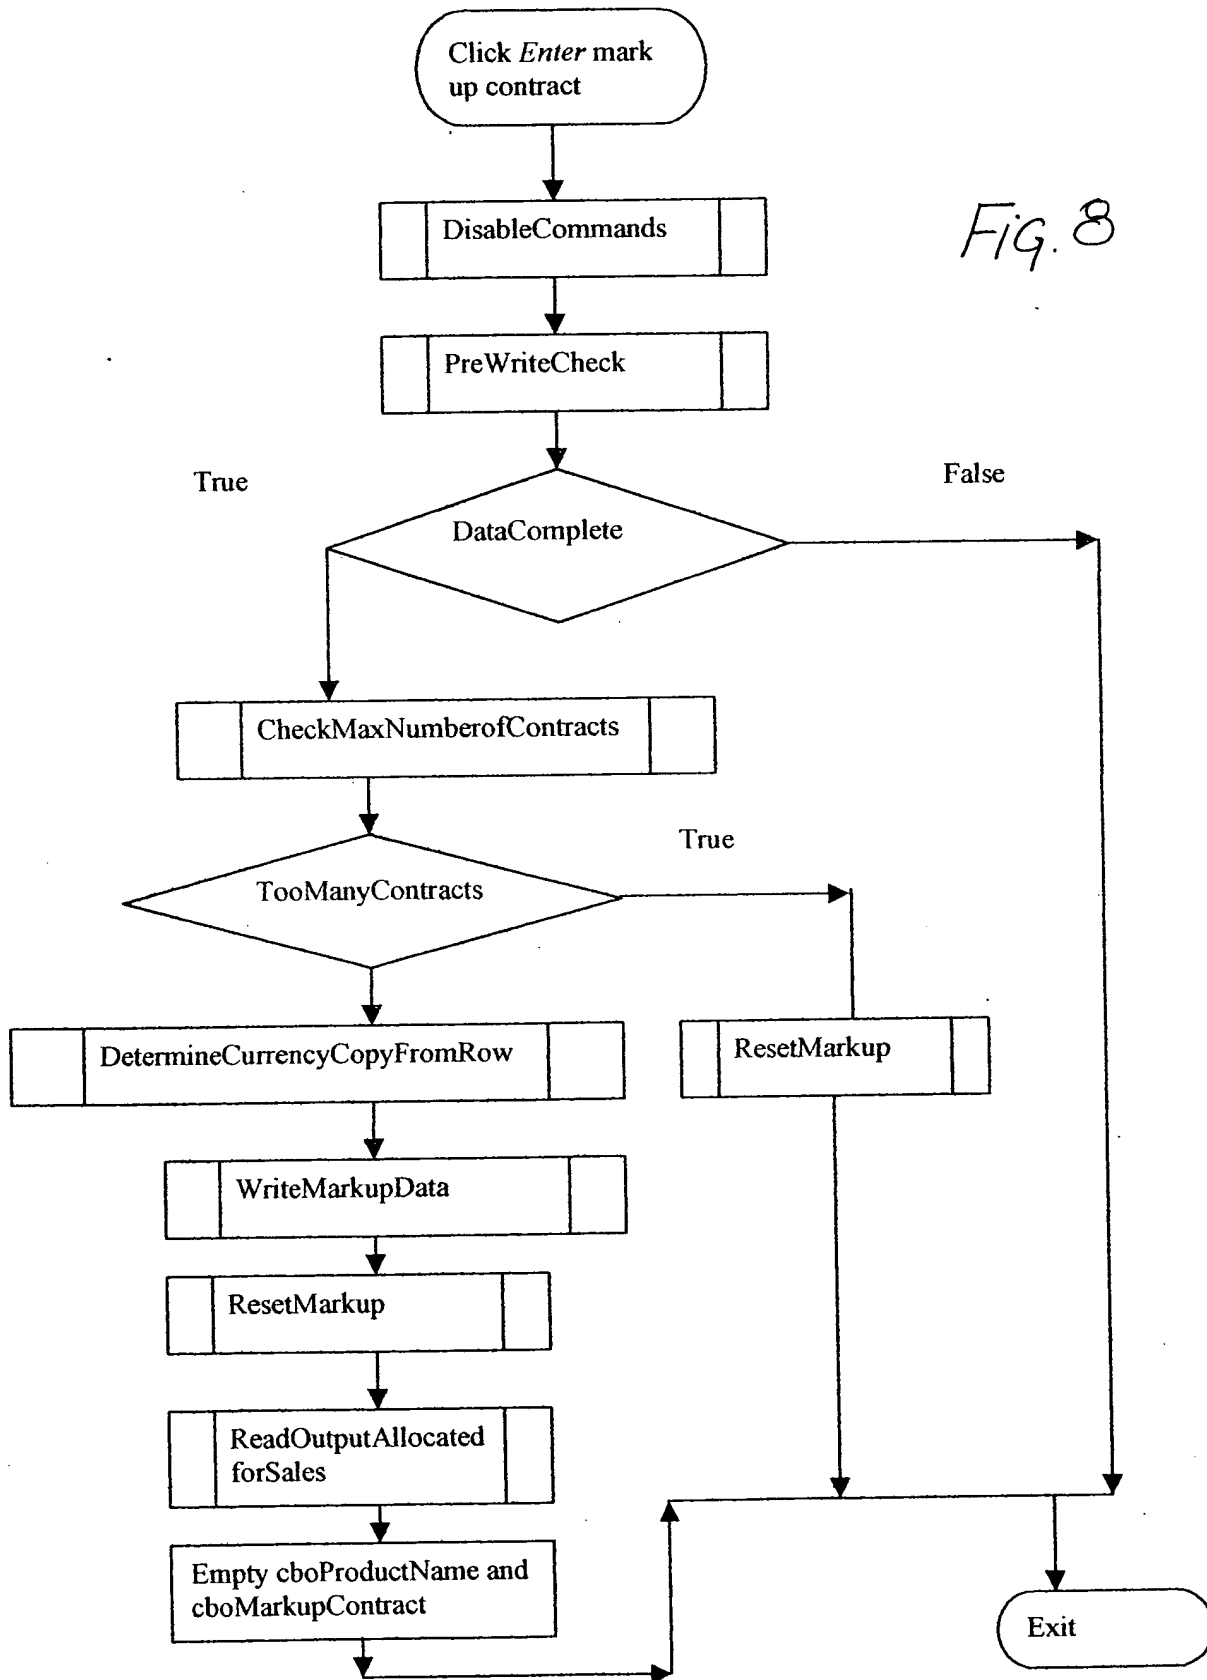 Click Enter mark
up contract
DisableCommands
Fig. 8
PreWriteCheck
True
False
DataComplete
CheckMaxNumberofContracts
True
TooManyContracts
DetermineCurrencyCopyFromRow
ResetMarkup
WriteMarkupData
ResetMarkup
ReadOutputAllocated
forSales
Empty cboProductName and
cboMarkupContract
Exit